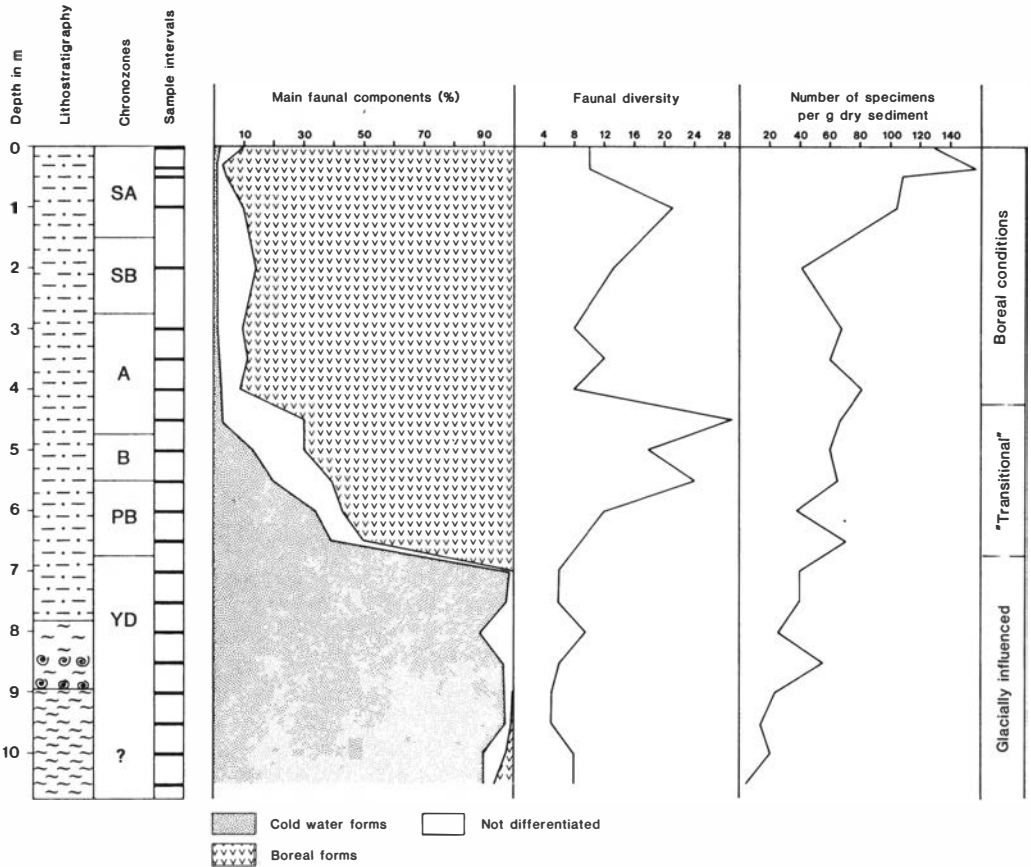 Depth in m
Lithostratigraphy
Chronozones
Sample intervals
Main faunal components (%)
10 30 50 70 90
Faunal diversity
4 8 12 16 20 24 28
Number of specimens
per g dry sediment
20 40 60 80 100 120 140
0
1
2
3
4
5
6
7
8
9
10
SA
SB
A
B
PB
YD
?
Boreal conditions
"Transitional"
Glacially influenced
Cold water forms
Not differentiated
Boreal forms